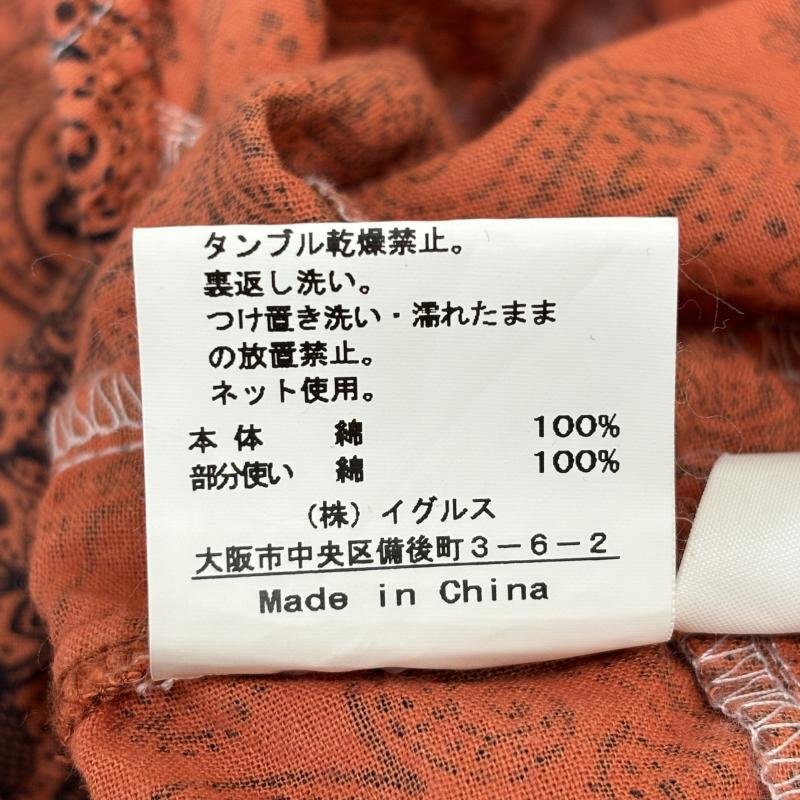 タンブル乾燥禁止。
裏返し洗い。
つけ置き洗い・濡れたまま
の放置禁止。
ネット使用。
本体 綿 100%
部分使い 綿 100%
(株)イグルス
大阪市中央区備後町3-6-2
Made in China